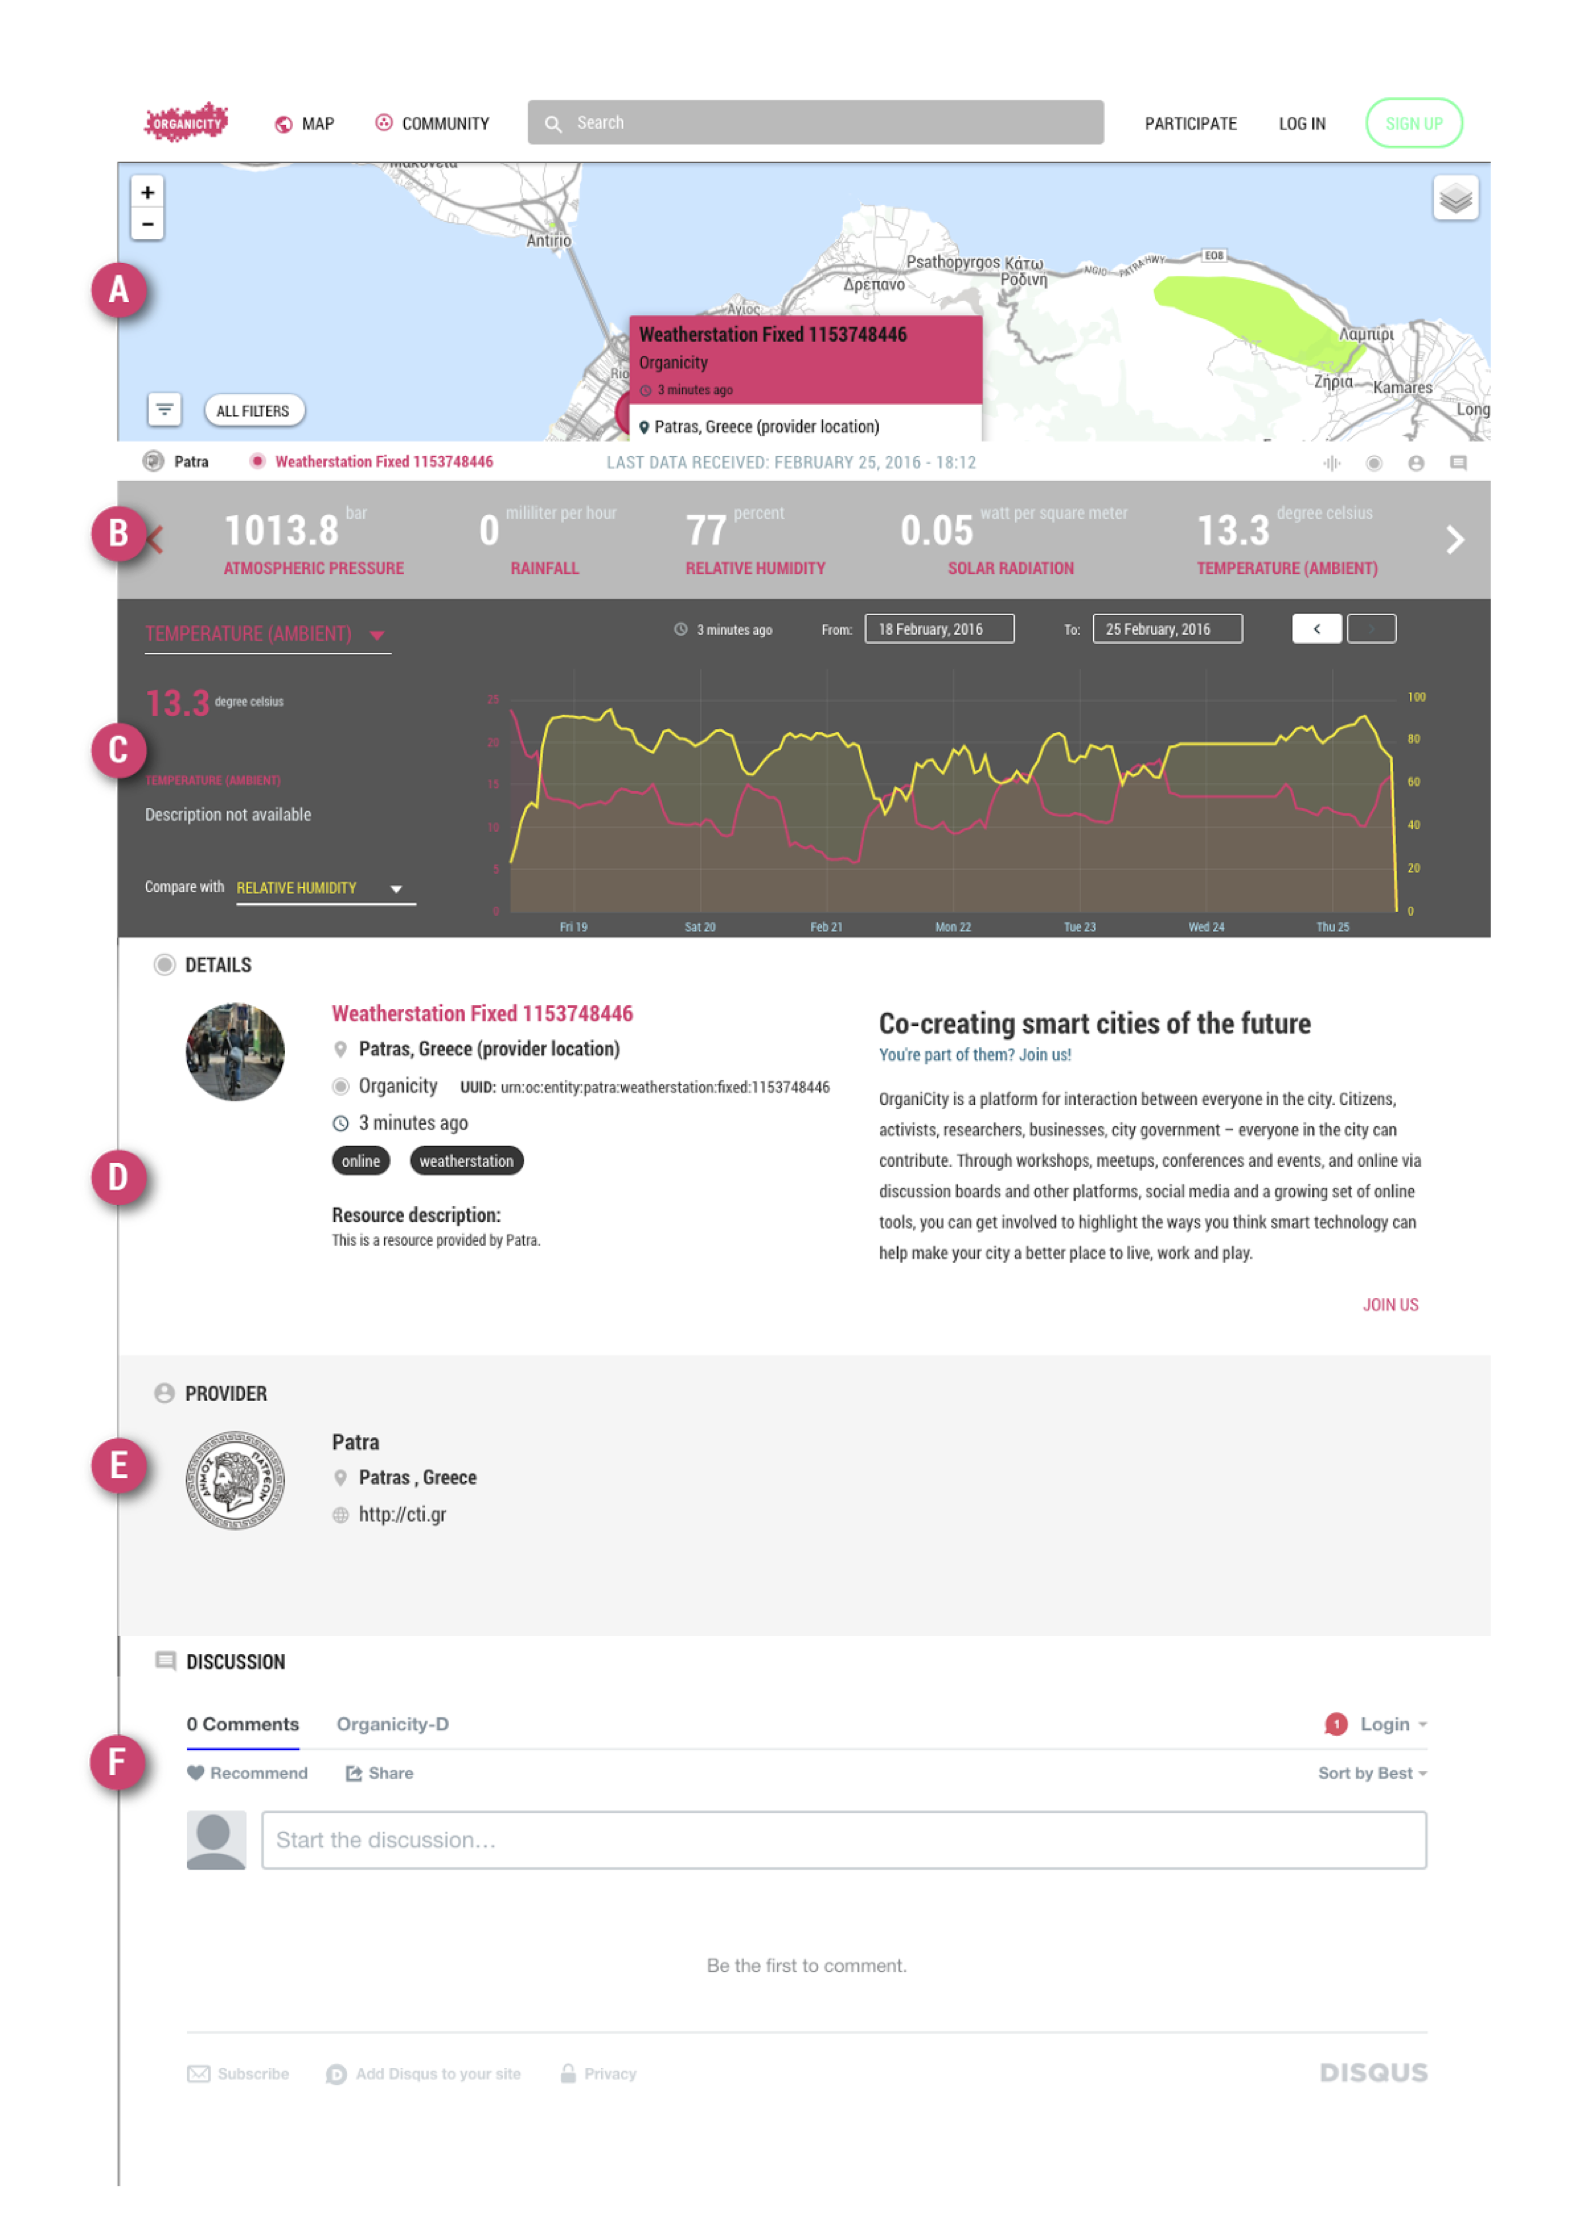 ORGANICITY
MAP
COMMUNITY
Search
PARTICIPATE
LOG IN
SIGN UP
+
−
Antirio
Psathopyrgos Κάτω
Ροδινή
Δρέπανο
E08
Λαμπίρι
Ζήρια
Kamares
Long
Rio
A
Weatherstation Fixed 1153748446
Organicity
3 minutes ago
Patras, Greece (provider location)
ALL FILTERS
Patra
Weatherstation Fixed 1153748446
LAST DATA RECEIVED: FEBRUARY 25, 2016 - 18:12
B
1013.8 bar
ATMOSPHERIC PRESSURE
0 mililiter per hour
RAINFALL
77 percent
RELATIVE HUMIDITY
0.05 watt per square meter
SOLAR RADIATION
13.3 degree celsius
TEMPERATURE (AMBIENT)
TEMPERATURE (AMBIENT)
3 minutes ago
From: 18 February, 2016
To: 25 February, 2016
C
13.3 degree celsius
TEMPERATURE (AMBIENT)
Description not available
Compare with RELATIVE HUMIDITY
25
20
15
10
5
0
100
80
60
40
20
0
Fri 19
Sat 20
Feb 21
Mon 22
Tue 23
Wed 24
Thu 25
DETAILS
D
Weatherstation Fixed 1153748446
Patras, Greece (provider location)
Organicity UUID: urn:oc:entity:patra:weatherstation:fixed:1153748446
3 minutes ago
online
weatherstation
Resource description:
This is a resource provided by Patra.
Co-creating smart cities of the future
You're part of them? Join us!
OrganiCity is a platform for interaction between everyone in the city. Citizens,
activists, researchers, businesses, city government – everyone in the city can
contribute. Through workshops, meetups, conferences and events, and online via
discussion boards and other platforms, social media and a growing set of online
tools, you can get involved to highlight the ways you think smart technology can
help make your city a better place to live, work and play.
JOIN US
PROVIDER
E
ΔΗΜΟΣ ΠΑΤΡΕΩΝ
Patra
Patras , Greece
http://cti.gr
DISCUSSION
F
0 Comments
Organicity-D
1
Login
Recommend
Share
Sort by Best
Start the discussion…
Be the first to comment.
Subscribe
Add Disqus to your site
Privacy
DISQUS